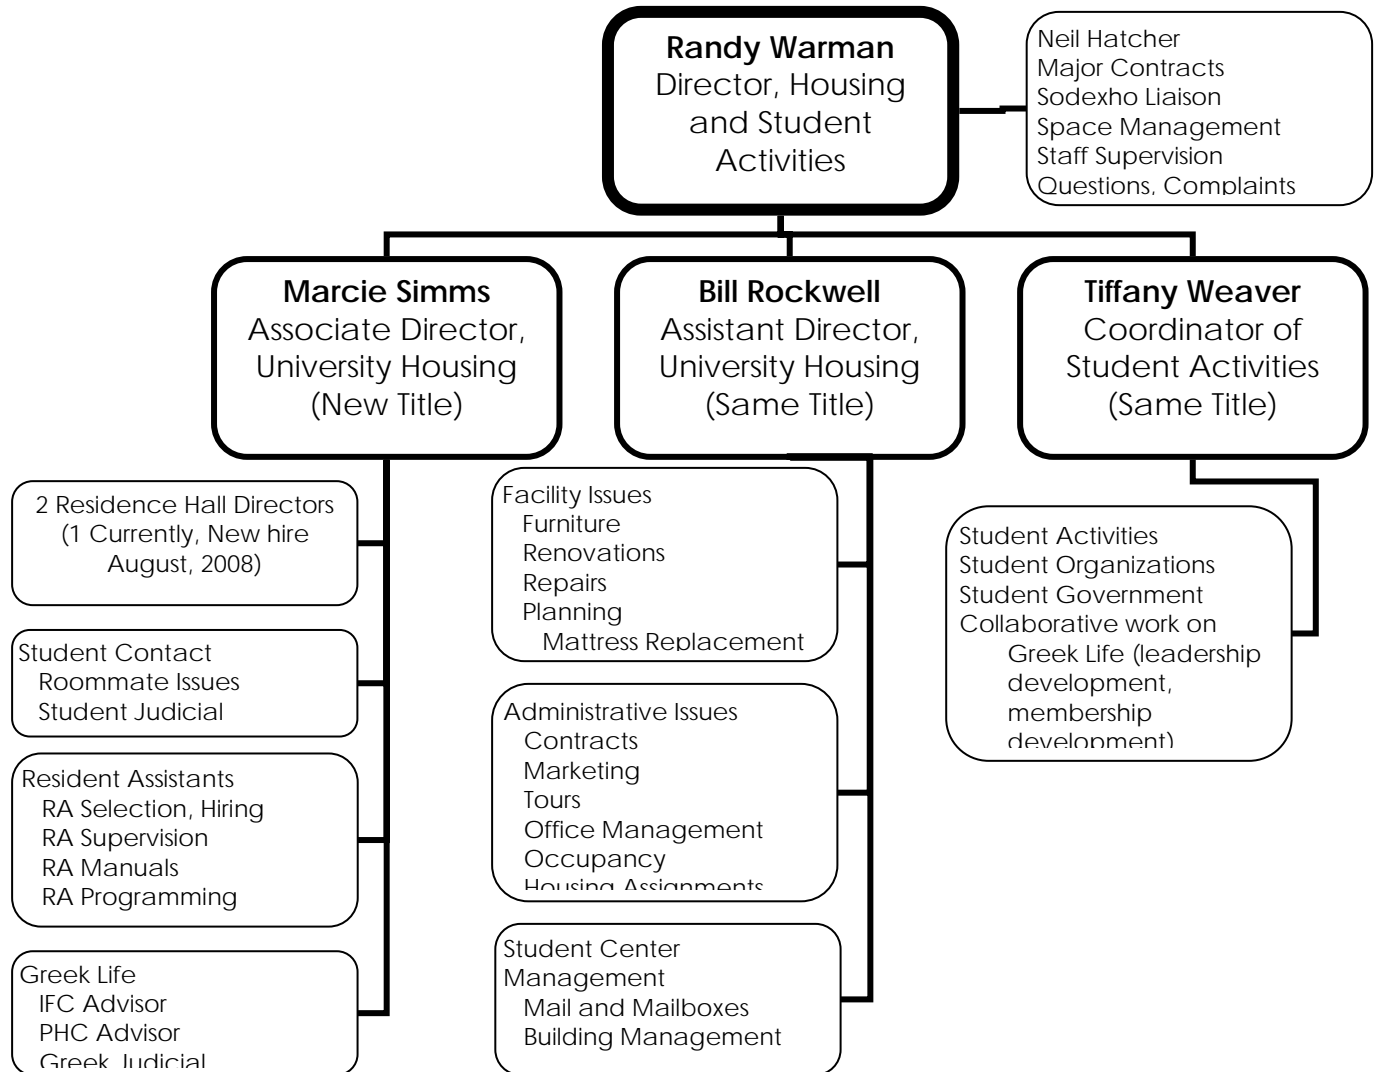 Randy Warman
Director, Housing
and Student
Activities
Neil Hatcher
Major Contracts
Sodexho Liaison
Space Management
Staff Supervision
Questions, Complaints
Marcie Simms
Associate Director,
University Housing
(New Title)
Bill Rockwell
Assistant Director,
University Housing
(Same Title)
Tiffany Weaver
Coordinator of
Student Activities
(Same Title)
2 Residence Hall Directors
(1 Currently, New hire
August, 2008)
Student Contact
Roommate Issues
Student Judicial
Resident Assistants
RA Selection, Hiring
RA Supervision
RA Manuals
RA Programming
Greek Life
IFC Advisor
PHC Advisor
Greek Judicial
Facility Issues
Furniture
Renovations
Repairs
Planning
Mattress Replacement
Administrative Issues
Contracts
Marketing
Tours
Office Management
Occupancy
Housing Assignments
Student Center
Management
Mail and Mailboxes
Building Management
Student Activities
Student Organizations
Student Government
Collaborative work on
Greek Life (leadership
development,
membership
development)